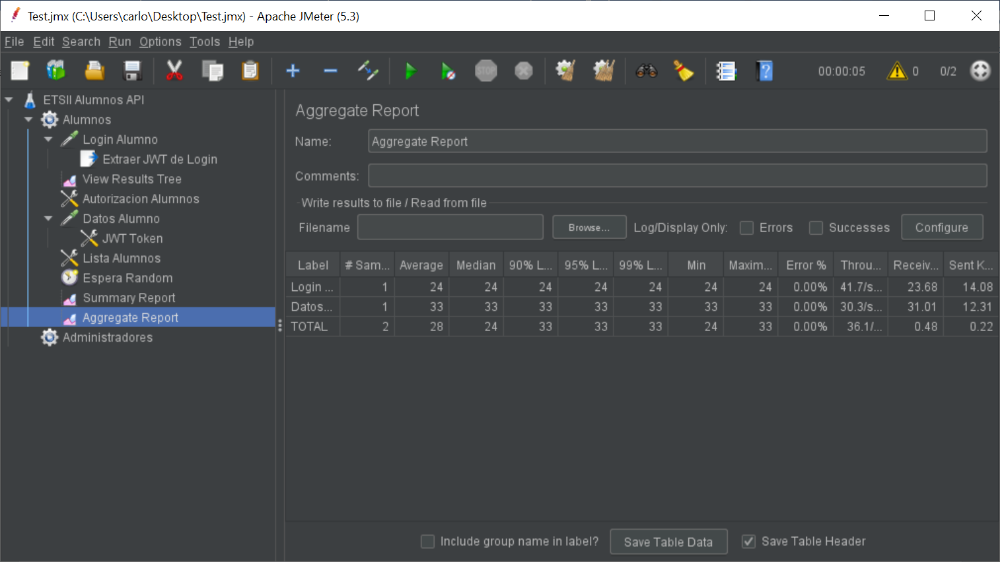 Test.jmx (C:\Users\carlo\Desktop\Test.jmx) - Apache JMeter (5.3)
File Edit Search Run Options Tools Help
STOP
?
00:00:05 0 0/2
ETSII Alumnos API
Alumnos
Login Alumno
Extraer JWT de Login
View Results Tree
Autorizacion Alumnos
Datos Alumno
JWT Token
Lista Alumnos
Espera Random
Summary Report
Aggregate Report
Administradores
Aggregate Report
Name: Aggregate Report
Comments:
Write results to file / Read from file
Filename Browse... Log/Display Only: Errors Successes Configure
Label # Sam... Average Median 90% L... 95% L... 99% L... Min Maxim... Error % Throu... Receiv... Sent K...
Login ... 1 24 24 24 24 24 24 24 0.00% 41.7/s... 23.68 14.08
Datos... 1 33 33 33 33 33 33 33 0.00% 30.3/s... 31.01 12.31
TOTAL 2 28 24 33 33 33 24 33 0.00% 36.1/... 0.48 0.22
Include group name in label? Save Table Data Save Table Header